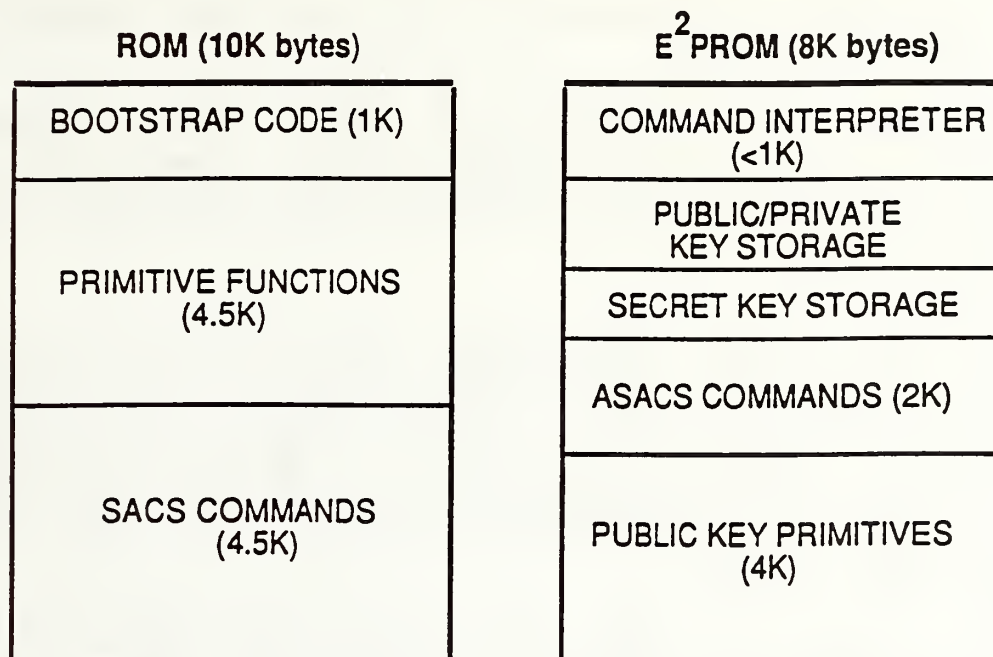 ROM (10K bytes)
BOOTSTRAP CODE (1K)
PRIMITIVE FUNCTIONS
(4.5K)
SACS COMMANDS
(4.5K)
E²PROM (8K bytes)
COMMAND INTERPRETER
(<1K)
PUBLIC/PRIVATE
KEY STORAGE
SECRET KEY STORAGE
ASACS COMMANDS (2K)
PUBLIC KEY PRIMITIVES
(4K)